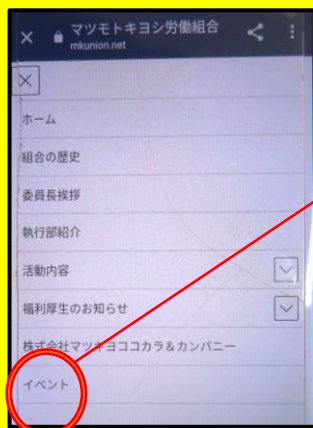 マツモトキヨシ労働組合
mkunion.net
ホーム
組合の歴史
委員長挨拶
執行部紹介
活動内容
福利厚生のお知らせ
株式会社マツキヨココカラ&カンパニー
イベント